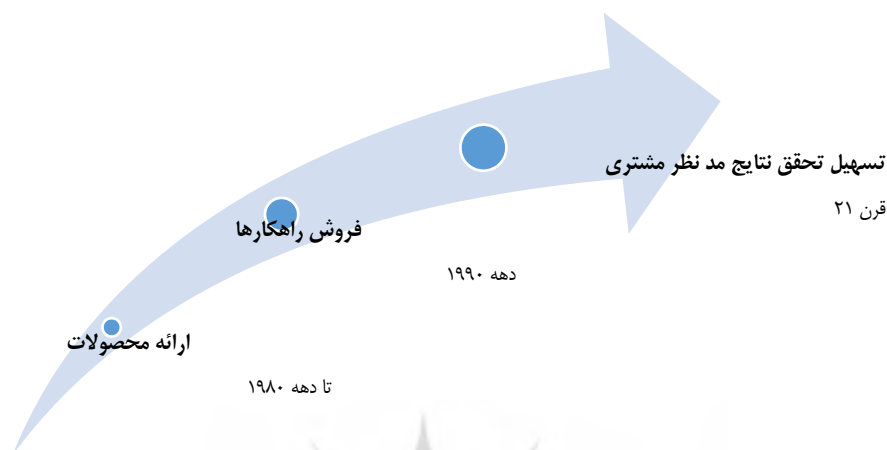 تسهیل تحقق نتایج مد نظر مشتری
قرن ۲۱
فروش راهکارها
دهه ۱۹۹۰
ارائه محصولات
تا دهه ۱۹۸۰